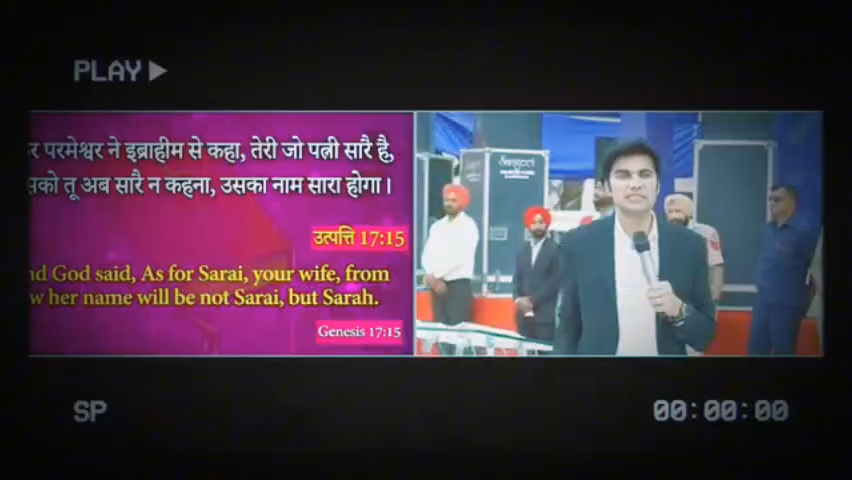 PLAY
र परमेश्वर ने इब्राहीम से कहा, तेरी जो पत्नी सारै है,
सको तू अब सारै न कहना, उसका नाम सारा होगा।
उत्पत्ति 17:15
nd God said, As for Sarai, your wife, from
w her name will be not Sarai, but Sarah.
Genesis 17:15
Sangeet
SP
00:00:00